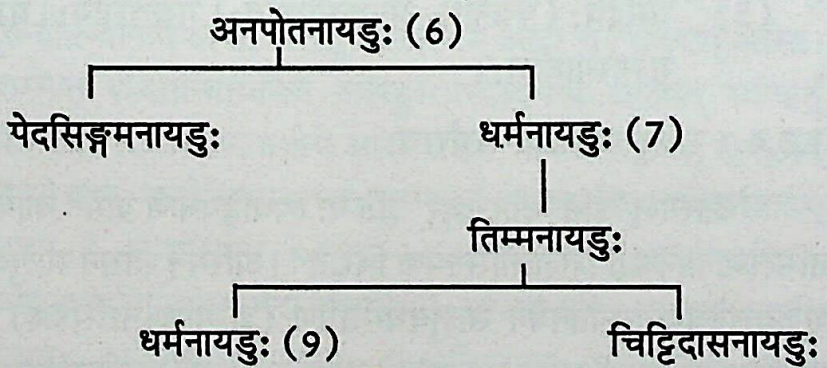 अनपोतनायडुः (6)
पेदसिङ्गमनायडुः धर्मनायडुः (7)
तिम्मनायडुः
धर्मनायडुः (9) चिट्टिदासनायडुः